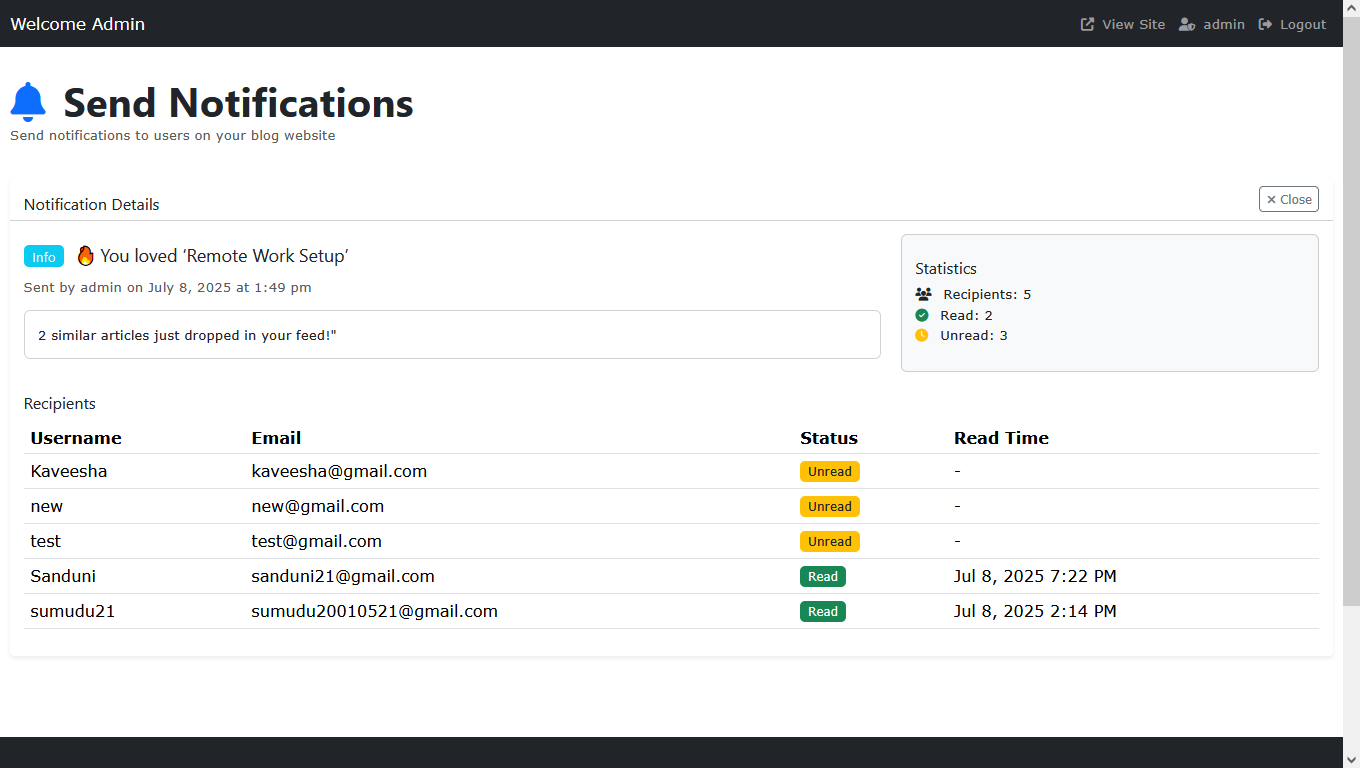 Welcome Admin
View Site admin Logout
Send Notifications
Send notifications to users on your blog website
Notification Details
× Close
Info 🔥 You loved ‘Remote Work Setup’
Sent by admin on July 8, 2025 at 1:49 pm
2 similar articles just dropped in your feed!"
Statistics
Recipients: 5
Read: 2
Unread: 3
Recipients
Username Email Status Read Time
Kaveesha kaveesha@gmail.com Unread -
new new@gmail.com Unread -
test test@gmail.com Unread -
Sanduni sanduni21@gmail.com Read Jul 8, 2025 7:22 PM
sumudu21 sumudu20010521@gmail.com Read Jul 8, 2025 2:14 PM